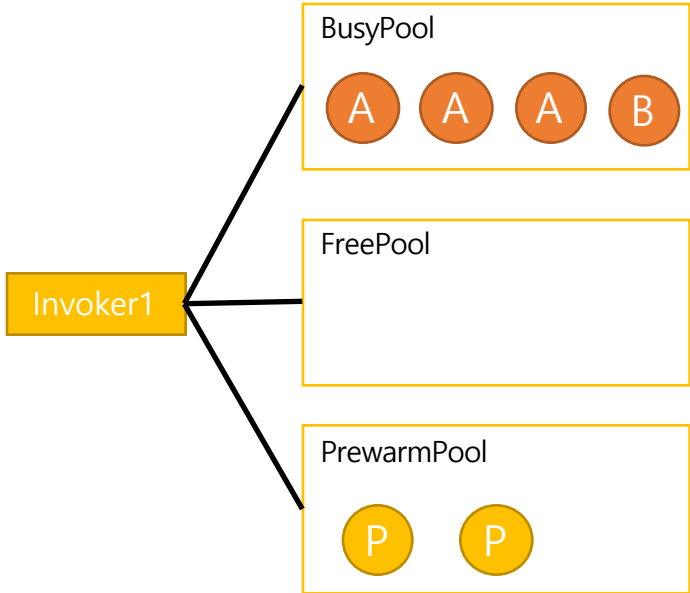 BusyPool
A A A B
FreePool
Invoker1
PrewarmPool
P P